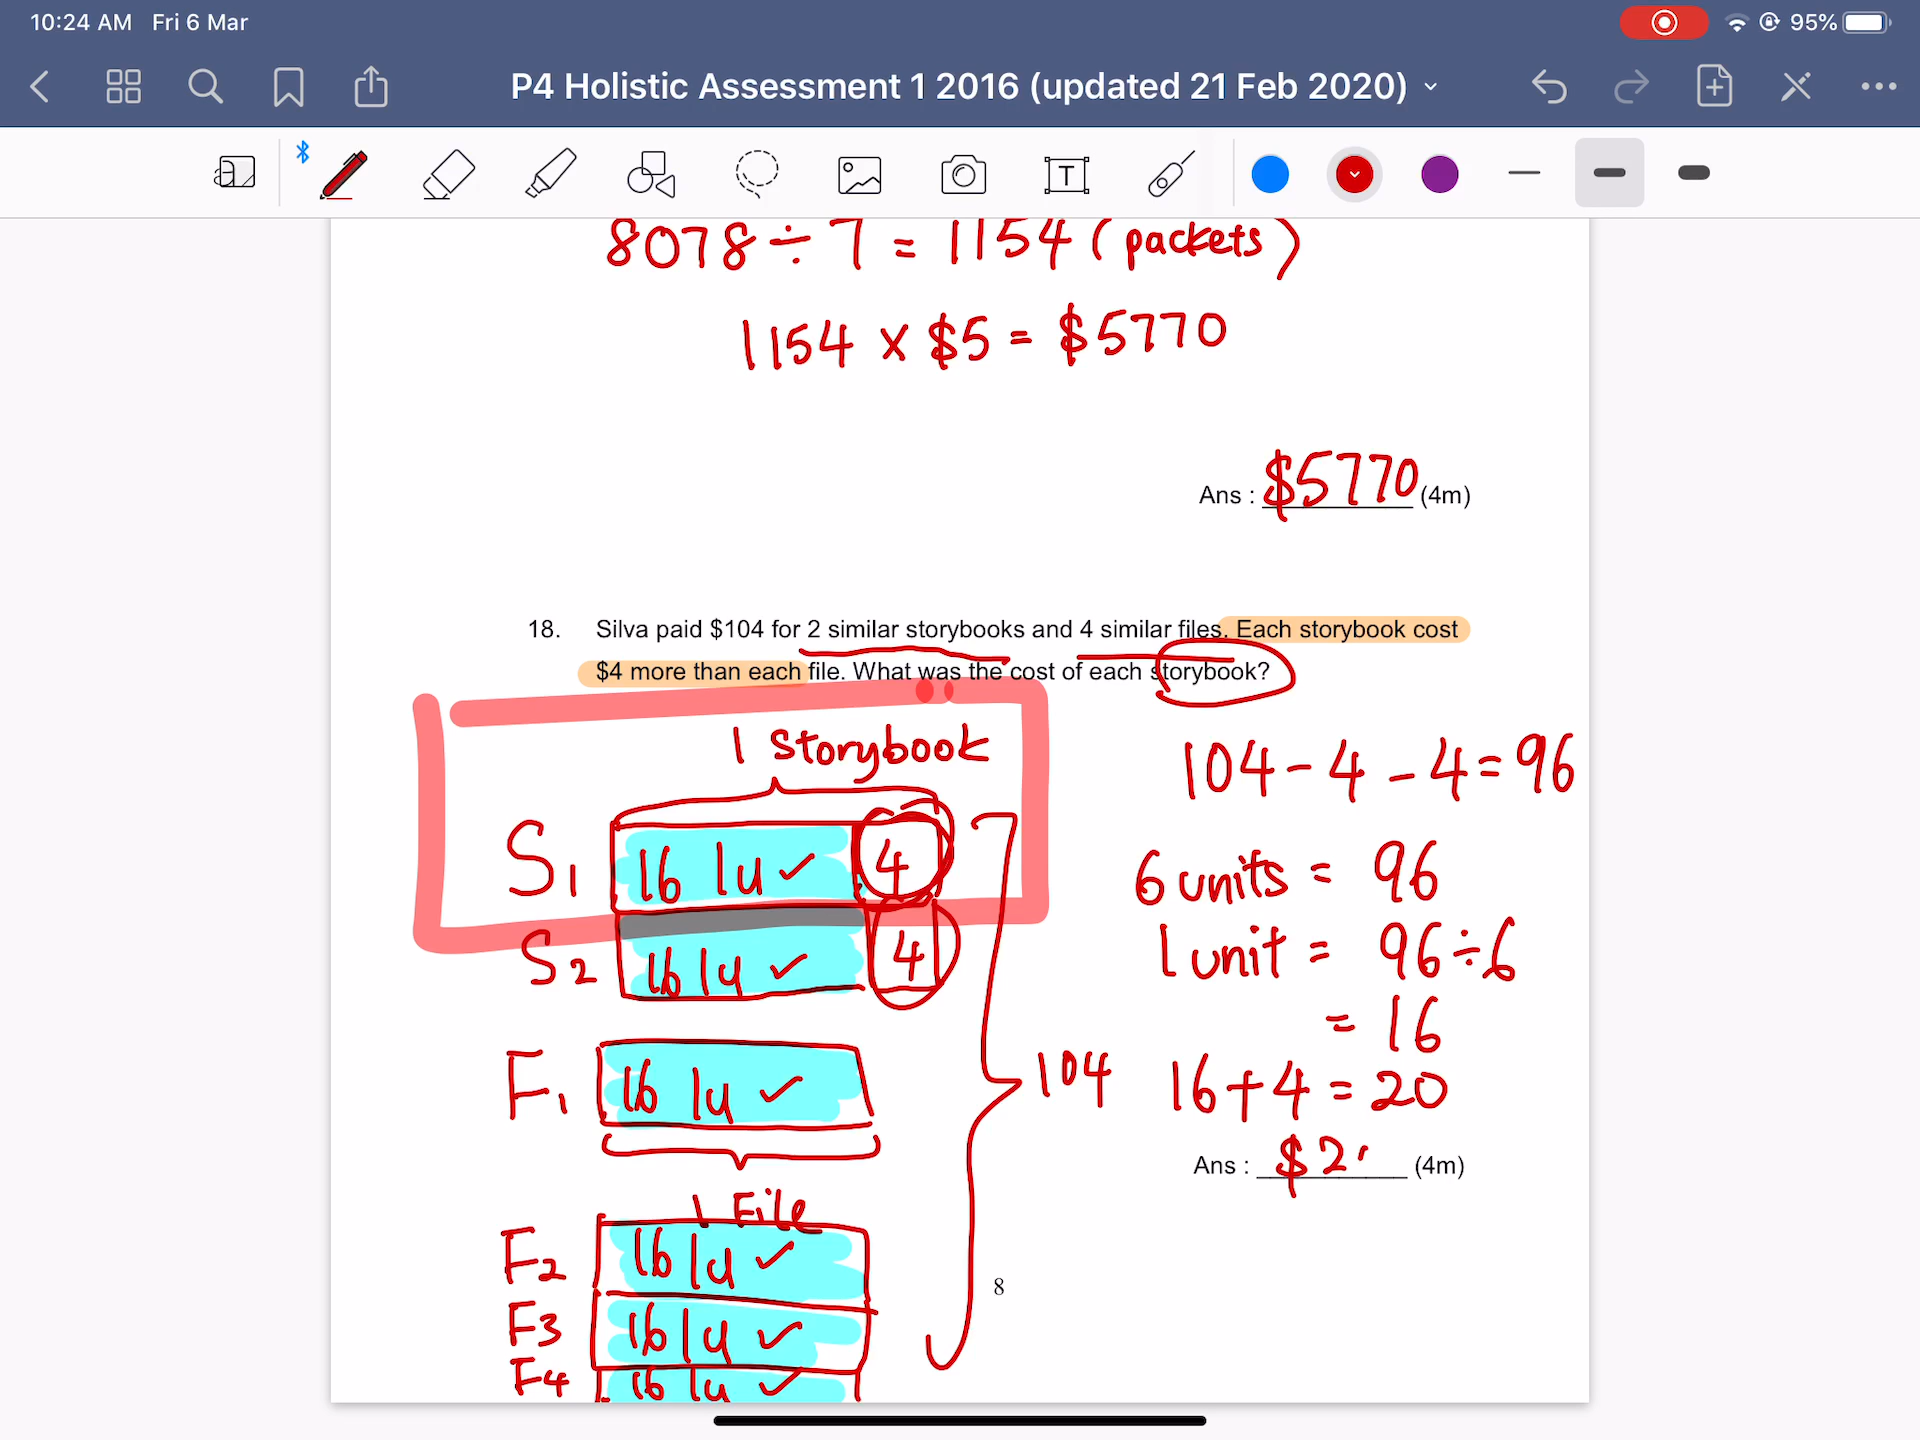 10:24 AM Fri 6 Mar 95%
P4 Holistic Assessment 1 2016 (updated 21 Feb 2020)
8078 ÷ 7 = 1154 (packets)
1154 × $5 = $5770
Ans : $5770 (4m)
18. Silva paid $104 for 2 similar storybooks and 4 similar files. Each storybook cost
$4 more than each file. What was the cost of each storybook?
1 Storybook
104 - 4 - 4 = 96
S1 16 1u ✓ 4
6 units = 96
S2 16 1u ✓ 4
1 unit = 96 ÷ 6
= 16
F1 16 1u ✓
104
16 + 4 = 20
Ans : $2 (4m)
1 File
F2 16 1u ✓
8
F3 16 1u ✓
F4 16 1u ✓